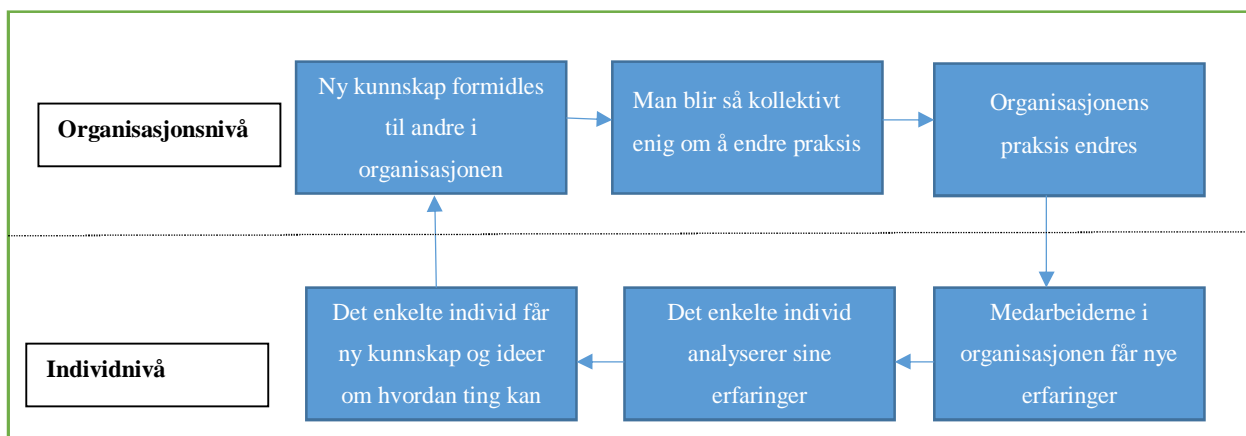 Organisasjonsnivå
Ny kunnskap formidles
til andre i
organisasjonen
Man blir så kollektivt
enig om å endre praksis
Organisasjonens
praksis endres
Individnivå
Det enkelte individ får
ny kunnskap og ideer
om hvordan ting kan
Det enkelte individ
analyserer sine
erfaringer
Medarbeiderne i
organisasjonen får nye
erfaringer